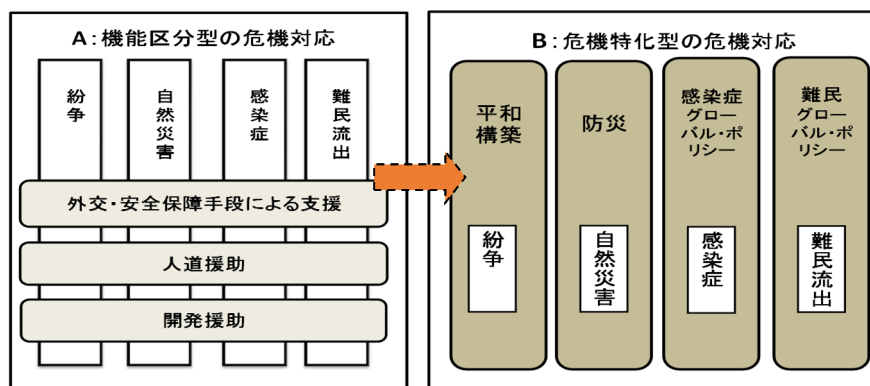 A:機能区分型の危機対応
紛争
自然災害
感染症
難民流出
外交・安全保障手段による支援
人道援助
開発援助
B:危機特化型の危機対応
平和
構築
防災
感染症
グロー
バル・ポ
リシー
難民
グロー
バル・ポ
リシー
紛争
自然災害
感染症
難民流出